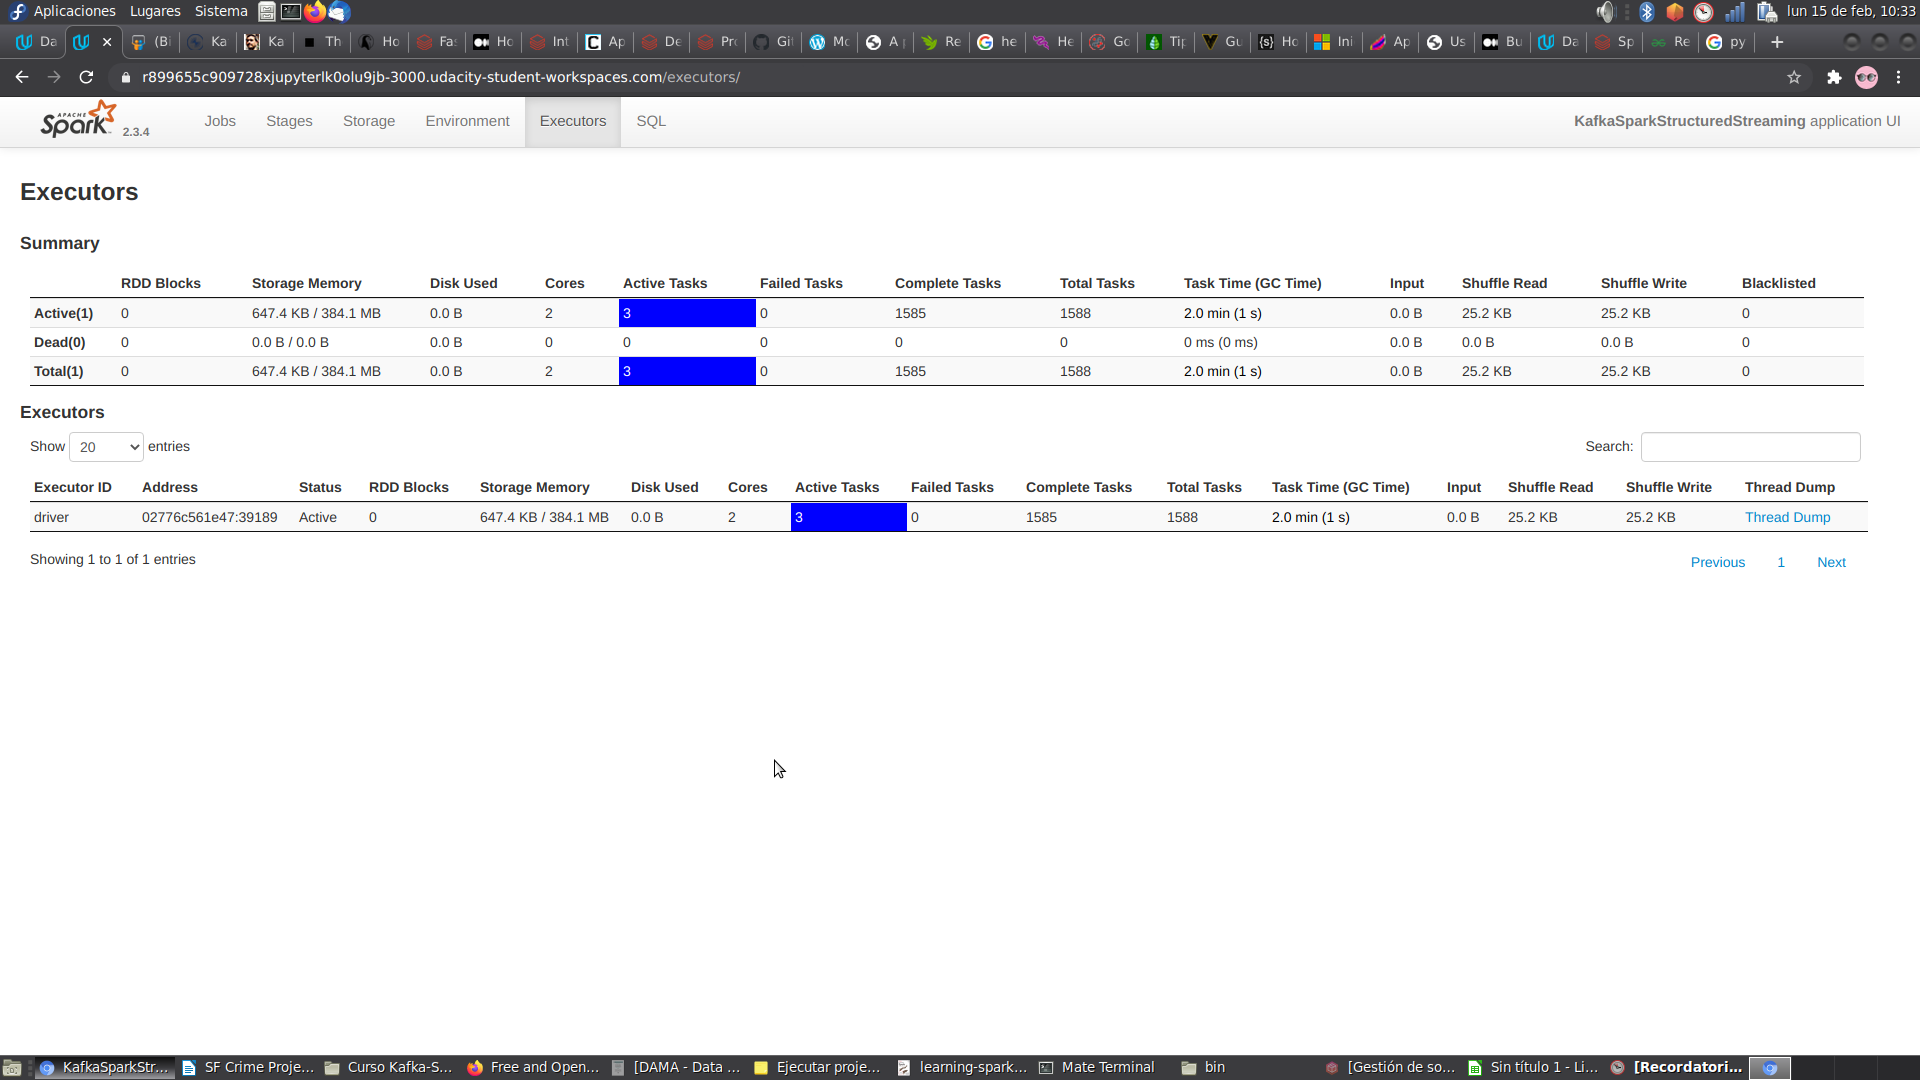 Aplicaciones Lugares Sistema lun 15 de feb, 10:33
Da (Bi Ka Ka Th Ho Fa Ho Int Ap De Pro Git Mo A Re he He Go Tip Gu Ho Ini Ap Us Bu Da Sp Re py
r899655c909728xjupyterlk0olu9jb-3000.udacity-student-workspaces.com/executors/
APACHE Spark 2.3.4 Jobs Stages Storage Environment Executors SQL KafkaSparkStructuredStreaming application UI
Executors
Summary
RDD Blocks Storage Memory Disk Used Cores Active Tasks Failed Tasks Complete Tasks Total Tasks Task Time (GC Time) Input Shuffle Read Shuffle Write Blacklisted
Active(1) 0 647.4 KB / 384.1 MB 0.0 B 2 3 0 1585 1588 2.0 min (1 s) 0.0 B 25.2 KB 25.2 KB 0
Dead(0) 0 0.0 B / 0.0 B 0.0 B 0 0 0 0 0 0 ms (0 ms) 0.0 B 0.0 B 0.0 B 0
Total(1) 0 647.4 KB / 384.1 MB 0.0 B 2 3 0 1585 1588 2.0 min (1 s) 0.0 B 25.2 KB 25.2 KB 0
Executors
Show 20 entries Search:
Executor ID Address Status RDD Blocks Storage Memory Disk Used Cores Active Tasks Failed Tasks Complete Tasks Total Tasks Task Time (GC Time) Input Shuffle Read Shuffle Write Thread Dump
driver 02776c561e47:39189 Active 0 647.4 KB / 384.1 MB 0.0 B 2 3 0 1585 1588 2.0 min (1 s) 0.0 B 25.2 KB 25.2 KB Thread Dump
Showing 1 to 1 of 1 entries Previous 1 Next
KafkaSparkStr... SF Crime Proje... Curso Kafka-S... Free and Open... [DAMA - Data ... Ejecutar proje... learning-spark... Mate Terminal bin [Gestión de so... Sin título 1 - Li... [Recordatori...